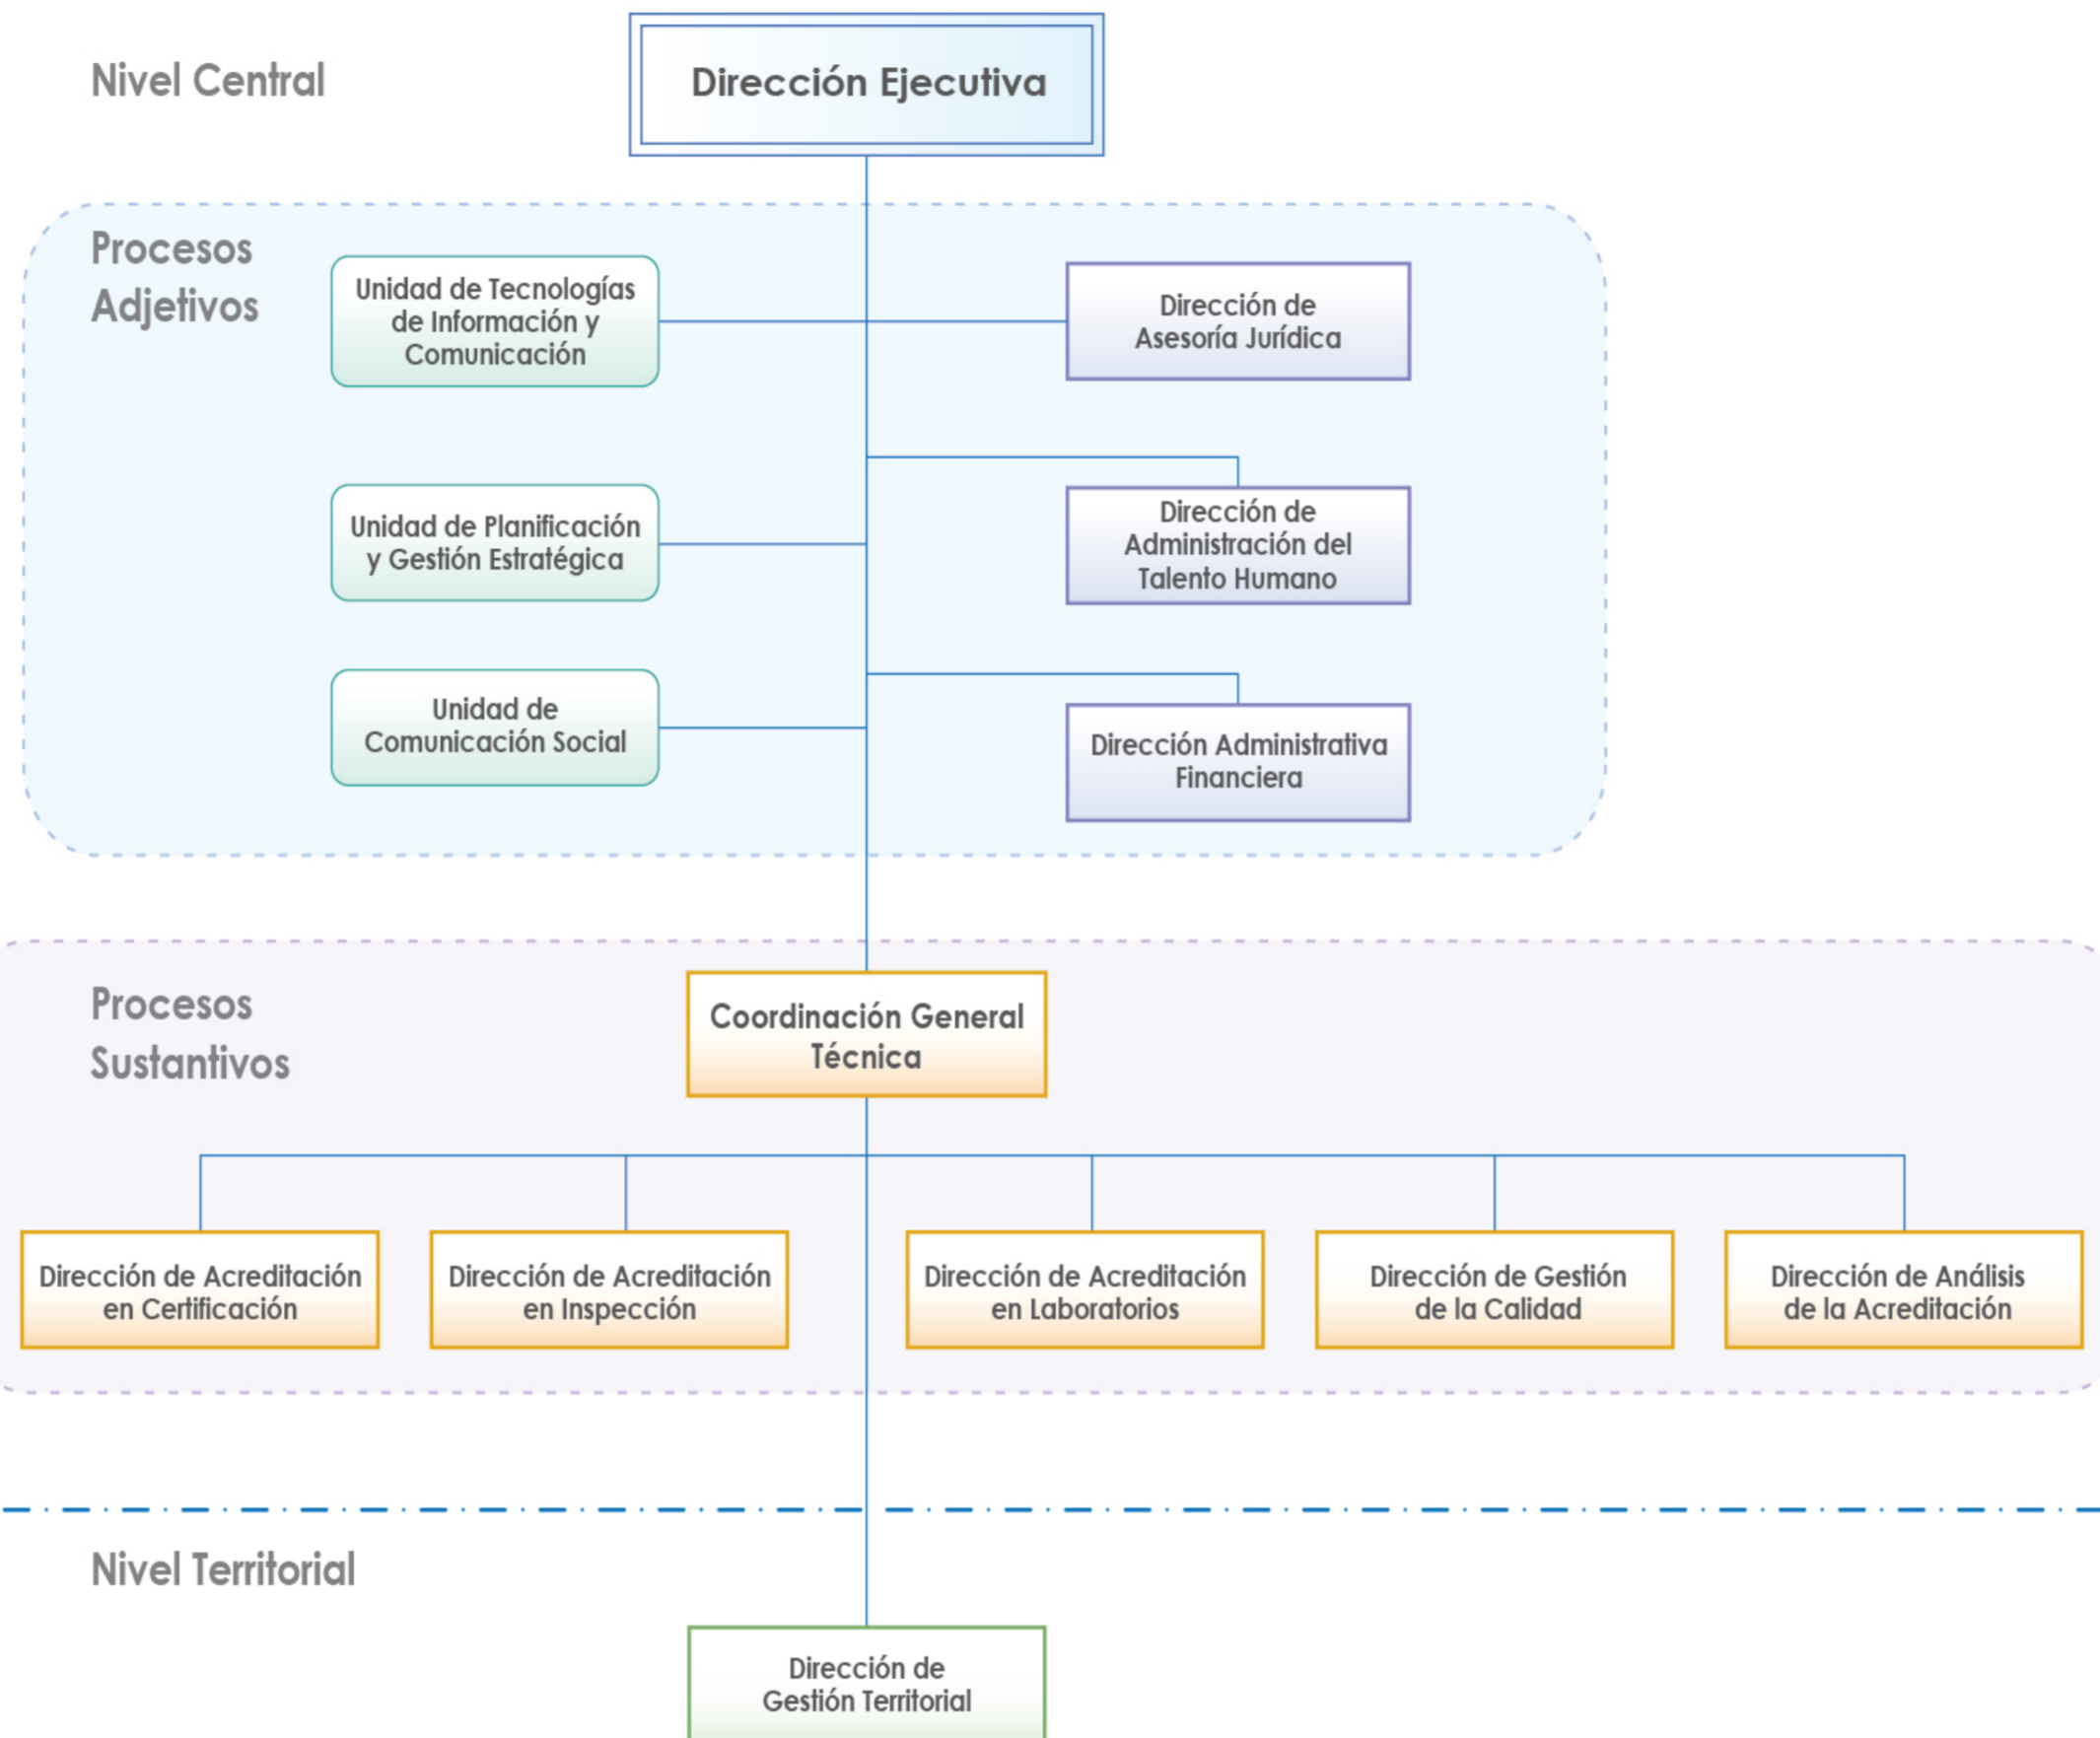 Nivel Central
Dirección Ejecutiva
Procesos
Adjetivos
Unidad de Tecnologías
de Información y
Comunicación
Dirección de
Asesoría Jurídica
Unidad de Planificación
y Gestión Estratégica
Dirección de
Administración del
Talento Humano
Unidad de
Comunicación Social
Dirección Administrativa
Financiera
Procesos
Sustantivos
Coordinación General
Técnica
Dirección de Acreditación
en Certificación
Dirección de Acreditación
en Inspección
Dirección de Acreditación
en Laboratorios
Dirección de Gestión
de la Calidad
Dirección de Análisis
de la Acreditación
Nivel Territorial
Dirección de
Gestión Territorial